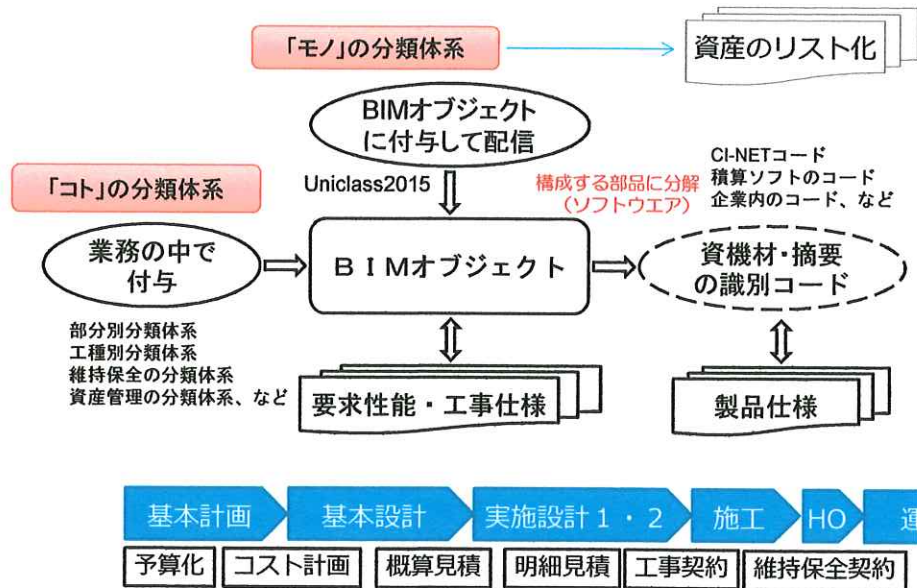 「モノ」の分類体系
資産のリスト化
BIMオブジェクト
に付与して配信
Uniclass2015
「コト」の分類体系
構成する部品に分解
（ソフトウエア）
CI-NETコード
積算ソフトのコード
企業内のコード、など
業務の中で
付与
ＢＩＭオブジェクト
資機材・摘要
の識別コード
部分別分類体系
工種別分類体系
維持保全の分類体系
資産管理の分類体系、など
要求性能・工事仕様
製品仕様
基本計画
基本設計
実施設計１・２
施工
HO
運
予算化
コスト計画
概算見積
明細見積
工事契約
維持保全契約